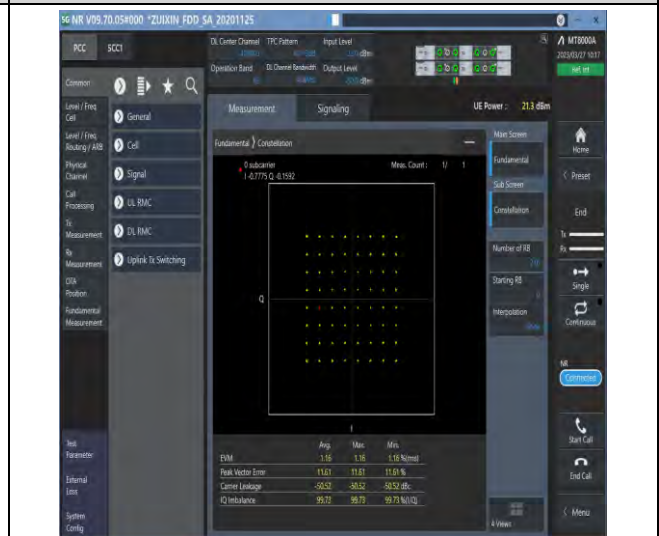 5G NR V09.70.05#000 *ZUIXIN_FDD_SA_20201125
PCC SCC1
DL Center Channel TPC Pattern Input Level
dBm
Operation Band DL Channel Bandwidth Output Level
dBm
MT8000A
2023/03/27 10:37
Ref. Int
Common
Level / Freq.
Cell
Level / Freq.
Routing / ARB
Physical
Channel
Call
Processing
Tx
Measurement
Rx
Measurement
OTA
Position
Fundamental
Measurement
Test
Parameter
External
Loss
System
Config
General
Cell
Signal
UL RMC
DL RMC
Uplink Tx Switching
Measurement Signaling UE Power : 21.3 dBm
Fundamental Constellation
0 subcarrier Meas. Count : 1/ 1
I -0.7775 Q -0.1592
Q
I
Avg. Max. Min.
EVM 1.16 1.16 1.16 %(rms)
Peak Vector Error 11.61 11.61 11.61 %
Carrier Leakage -50.52 -50.52 -50.52 dBc
IQ Imbalance 99.73 99.73 99.73 %(I/Q)
Main Screen
Fundamental
Sub Screen
Constellation
Number of RB
Starting RB
Interpolation
4 Views
Home
Preset
End
Tx
Rx
Single
Continuous
NR
Connected
Start Call
End Call
Menu